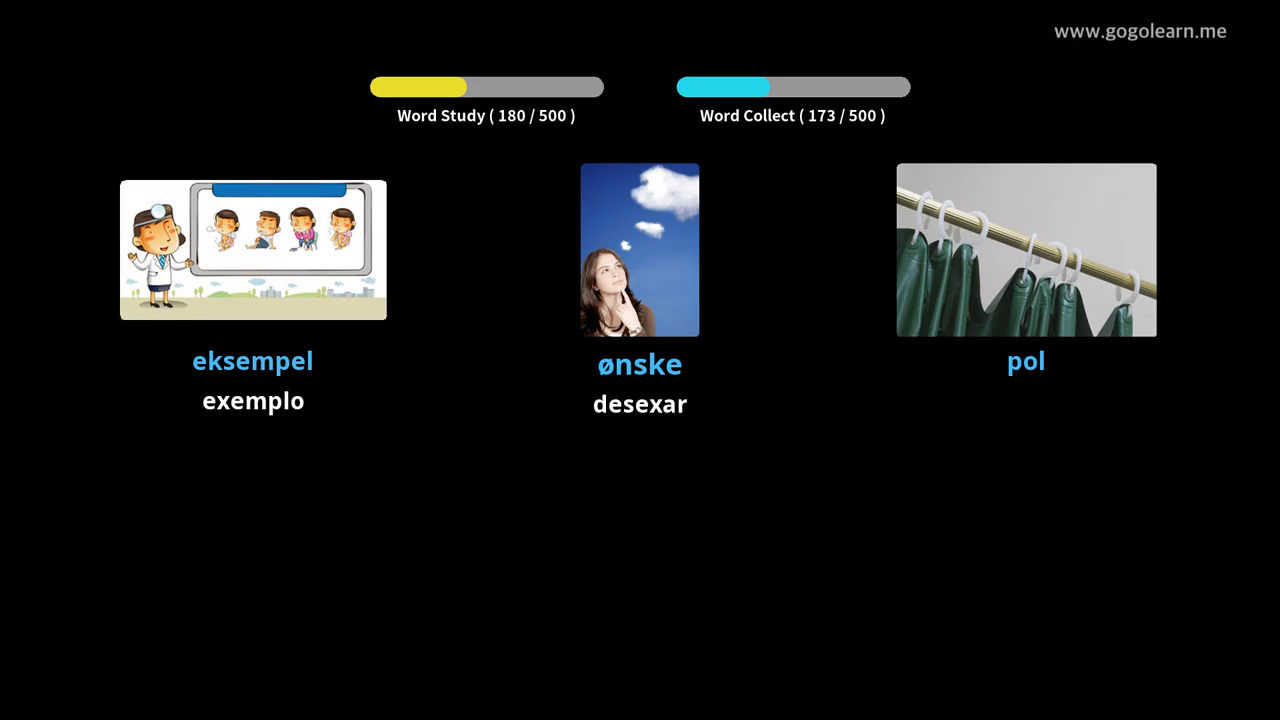 www.gogolearn.me
Word Study ( 180 / 500 )
Word Collect ( 173 / 500 )
eksempel
exemplo
ønske
desexar
pol